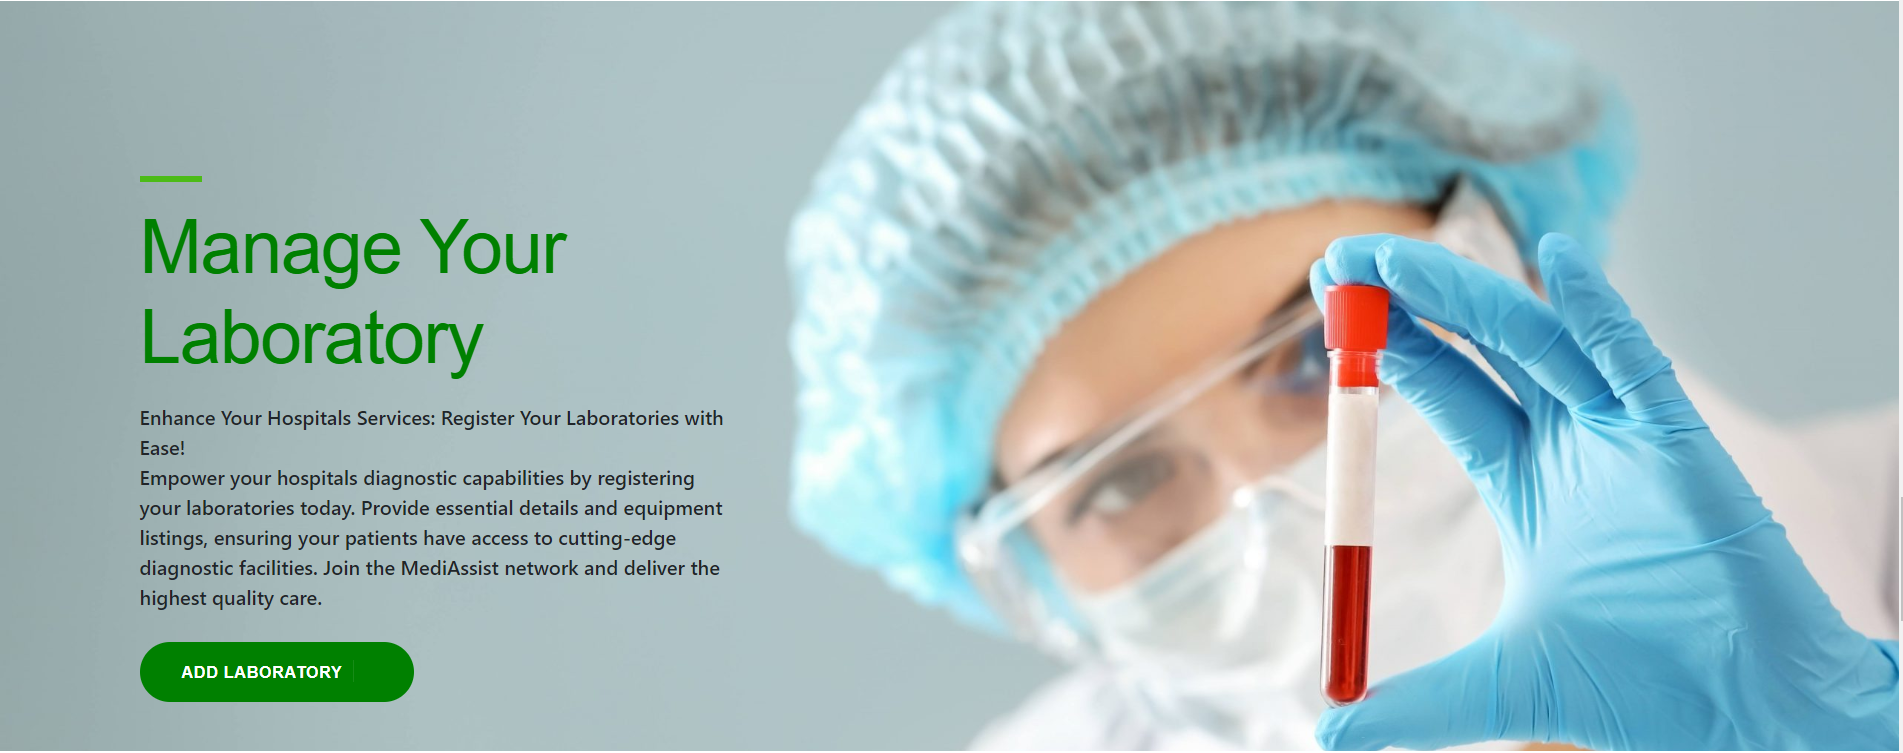 Manage Your
Laboratory
Enhance Your Hospitals Services: Register Your Laboratories with
Ease!
Empower your hospitals diagnostic capabilities by registering
your laboratories today. Provide essential details and equipment
listings, ensuring your patients have access to cutting-edge
diagnostic facilities. Join the MediAssist network and deliver the
highest quality care.
ADD LABORATORY